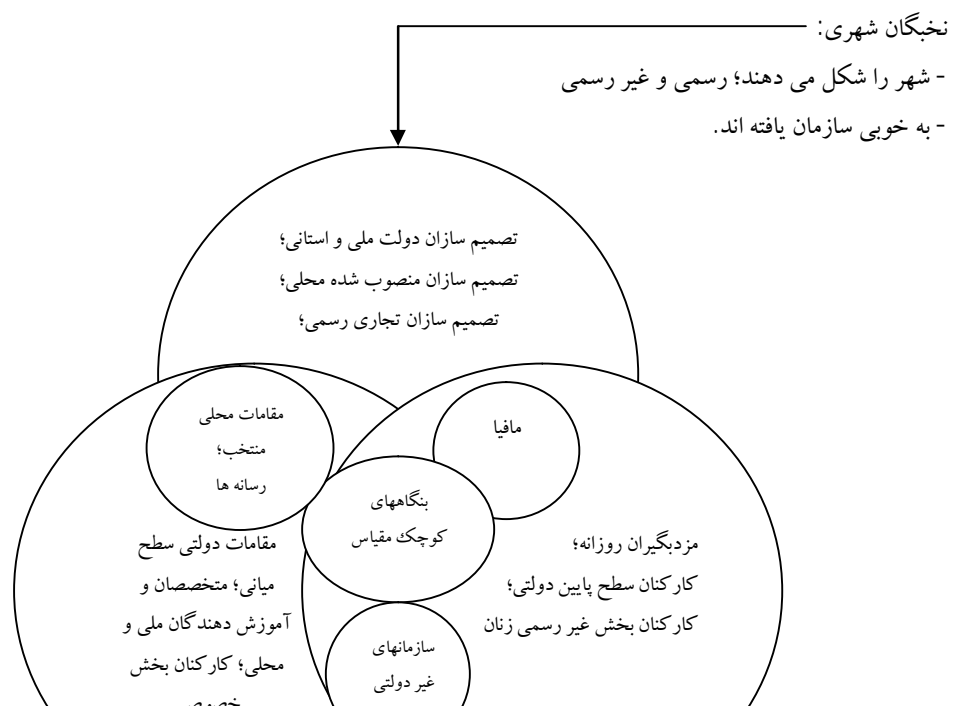 نخبگان شهری:
- شهر را شکل می دهند؛ رسمی و غیر رسمی
- به خوبی سازمان یافته اند.
تصمیم سازان دولت ملی و استانی؛
تصمیم سازان منصوب شده محلی؛
تصمیم سازان تجاری رسمی؛
مافیا
مقامات محلی
منتخب؛
رسانه ها
بنگاههای
کوچک مقیاس
مزدبگیران روزانه؛
کارکنان سطح پایین دولتی؛
کارکنان بخش غیر رسمی زنان
مقامات دولتی سطح
میانی؛ متخصصان و
آموزش دهندگان ملی و
محلی؛ کارکنان بخش
سازمانهای
غیر دولتی